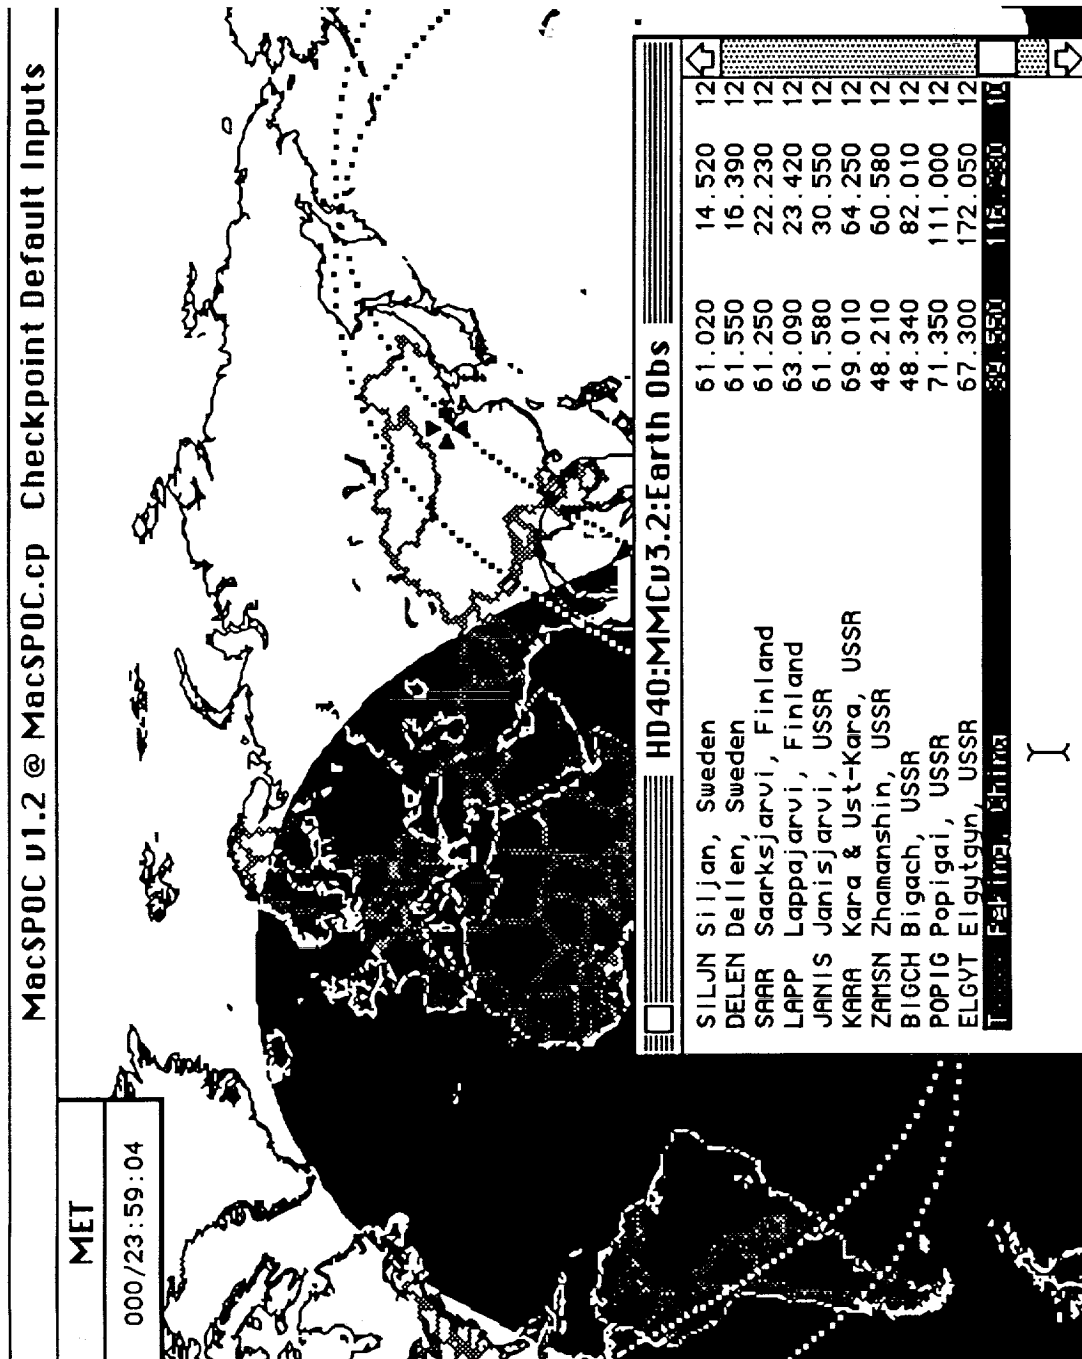 MacSPOC v1.2 @ MacSPOC.cp Checkpoint Default Inputs
MET
000/23:59:04
HD40:MMCv3.2:Earth Obs
SILJN Siljan, Sweden 61.020 14.520 12
DELEN Dellen, Sweden 61.550 16.390 12
SAAR Saarksjarvi, Finland 61.250 22.230 12
LAPP Lappajarvi, Finland 63.090 23.420 12
JANIS Janisjarvi, USSR 61.580 30.550 12
KARA Kara & Ust-Kara, USSR 69.010 64.250 12
ZAMSN Zhamanshin, USSR 48.210 60.580 12
BIGCH Bigach, USSR 48.340 82.010 12
POPIG Popigai, USSR 71.350 111.000 12
ELGYT Elgytgyn, USSR 67.300 172.050 12
China